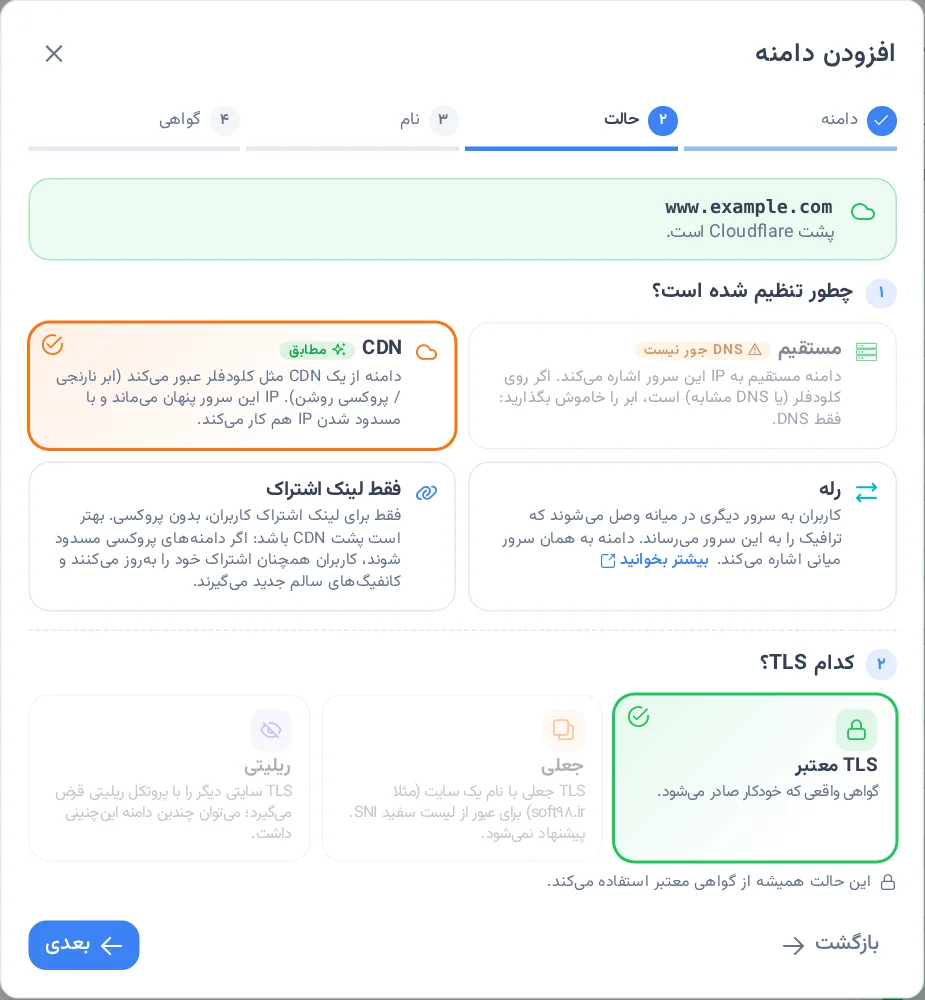 افزودن دامنه
دامنه
۲ حالت
۳ نام
۴ گواهی
www.example.com
پشت Cloudflare است.
۱ چطور تنظیم شده است؟
مستقیم DNS جور نیست
دامنه مستقیم به IP این سرور اشاره می‌کند. اگر روی
کلودفلر (یا DNS مشابه) است، ابر را خاموش بگذارید:
فقط DNS.
CDN مطابق
دامنه از یک CDN مثل کلودفلر عبور می‌کند (ابر نارنجی
/ پروکسی روشن). IP این سرور پنهان می‌ماند و با
مسدود شدن IP هم کار می‌کند.
رله
کاربران به سرور دیگری در میانه وصل می‌شوند که
ترافیک را به این سرور می‌رساند. دامنه به همان سرور
میانی اشاره می‌کند. بیشتر بخوانید
فقط لینک اشتراک
فقط برای لینک اشتراک کاربران، بدون پروکسی. بهتر
است پشت CDN باشد: اگر دامنه‌های پروکسی مسدود
شوند، کاربران همچنان اشتراک خود را به‌روز می‌کنند و
کانفیگ‌های سالم جدید می‌گیرند.
۲ کدام TLS؟
TLS معتبر
گواهی واقعی که خودکار صادر می‌شود.
جعلی
TLS جعلی با نام یک سایت (مثلا
soft۹۸.ir) برای عبور از لیست سفید SNI.
پیشنهاد نمی‌شود.
ریلیتی
TLS سایتی دیگر را با پروتکل ریلیتی قرض
می‌گیرد؛ می‌توان چندین دامنه این‌چنینی
داشت.
این حالت همیشه از گواهی معتبر استفاده می‌کند.
بازگشت
بعدی